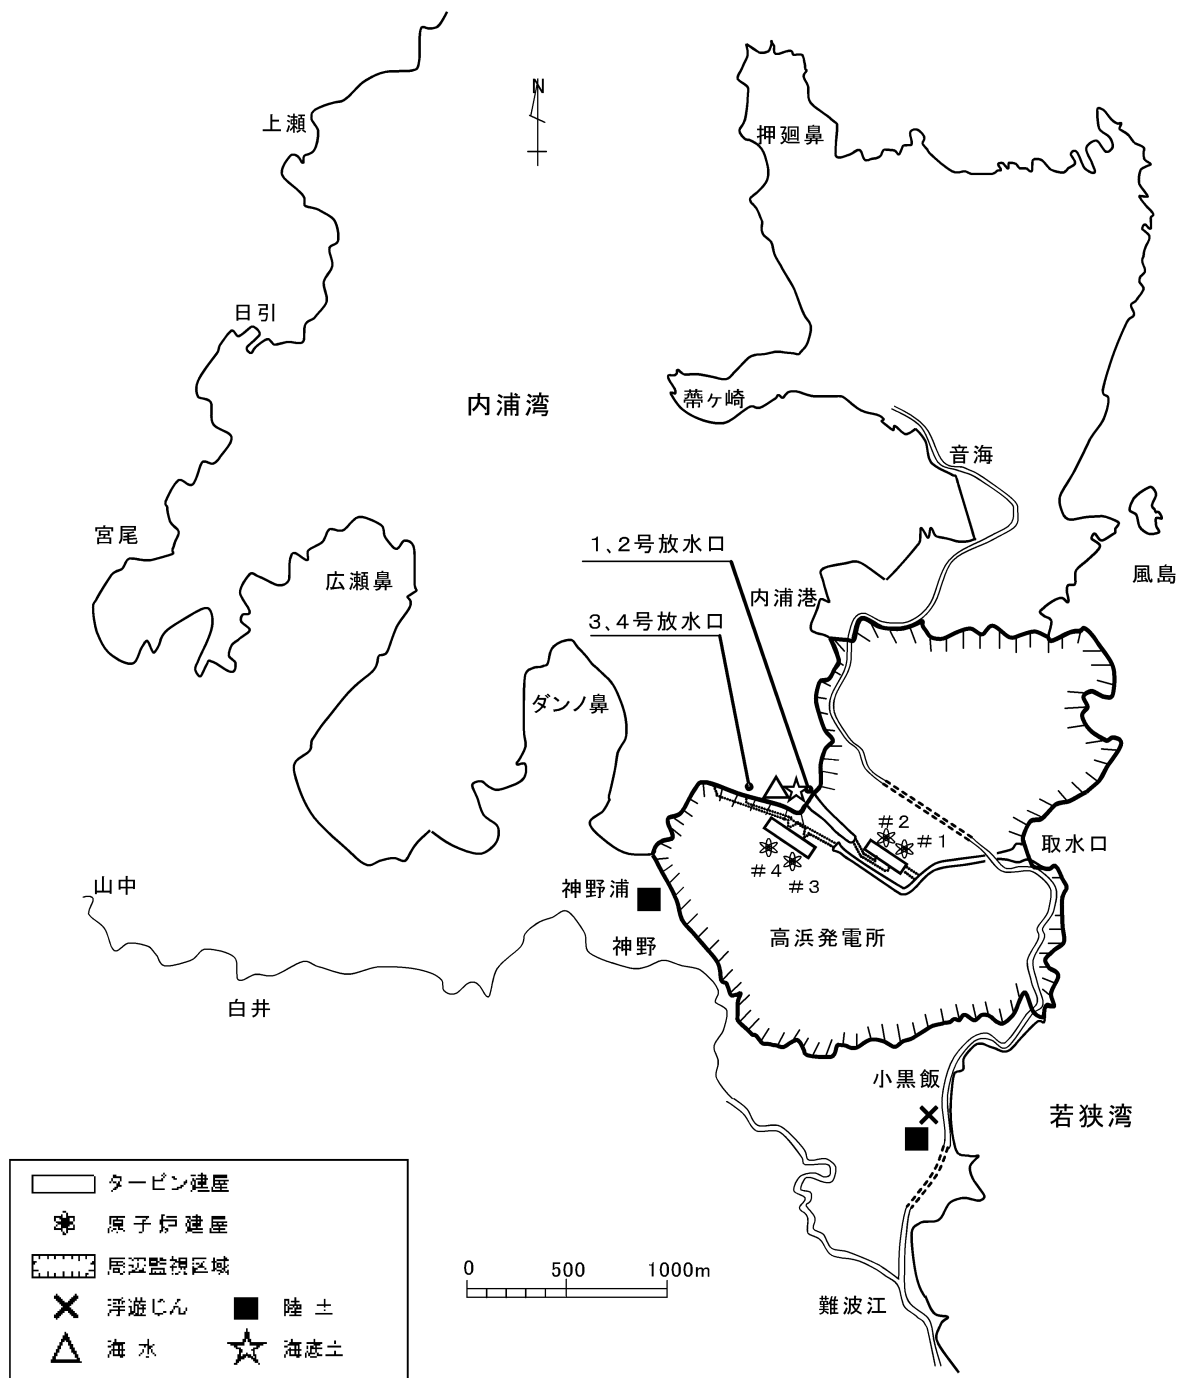 N
上瀬
押廻鼻
日引
内浦湾
蔕ヶ崎
音海
宮尾
1、2号放水口
広瀬鼻
内浦港
風島
3、4号放水口
ダンノ鼻
#2
#1
取水口
#4
#3
山中
神野浦
高浜発電所
神野
白井
小黒飯
若狭湾
難波江
0 500 1000m
タービン建屋
原子炉建屋
周辺監視区域
浮遊じん 陸土
海水 海底土